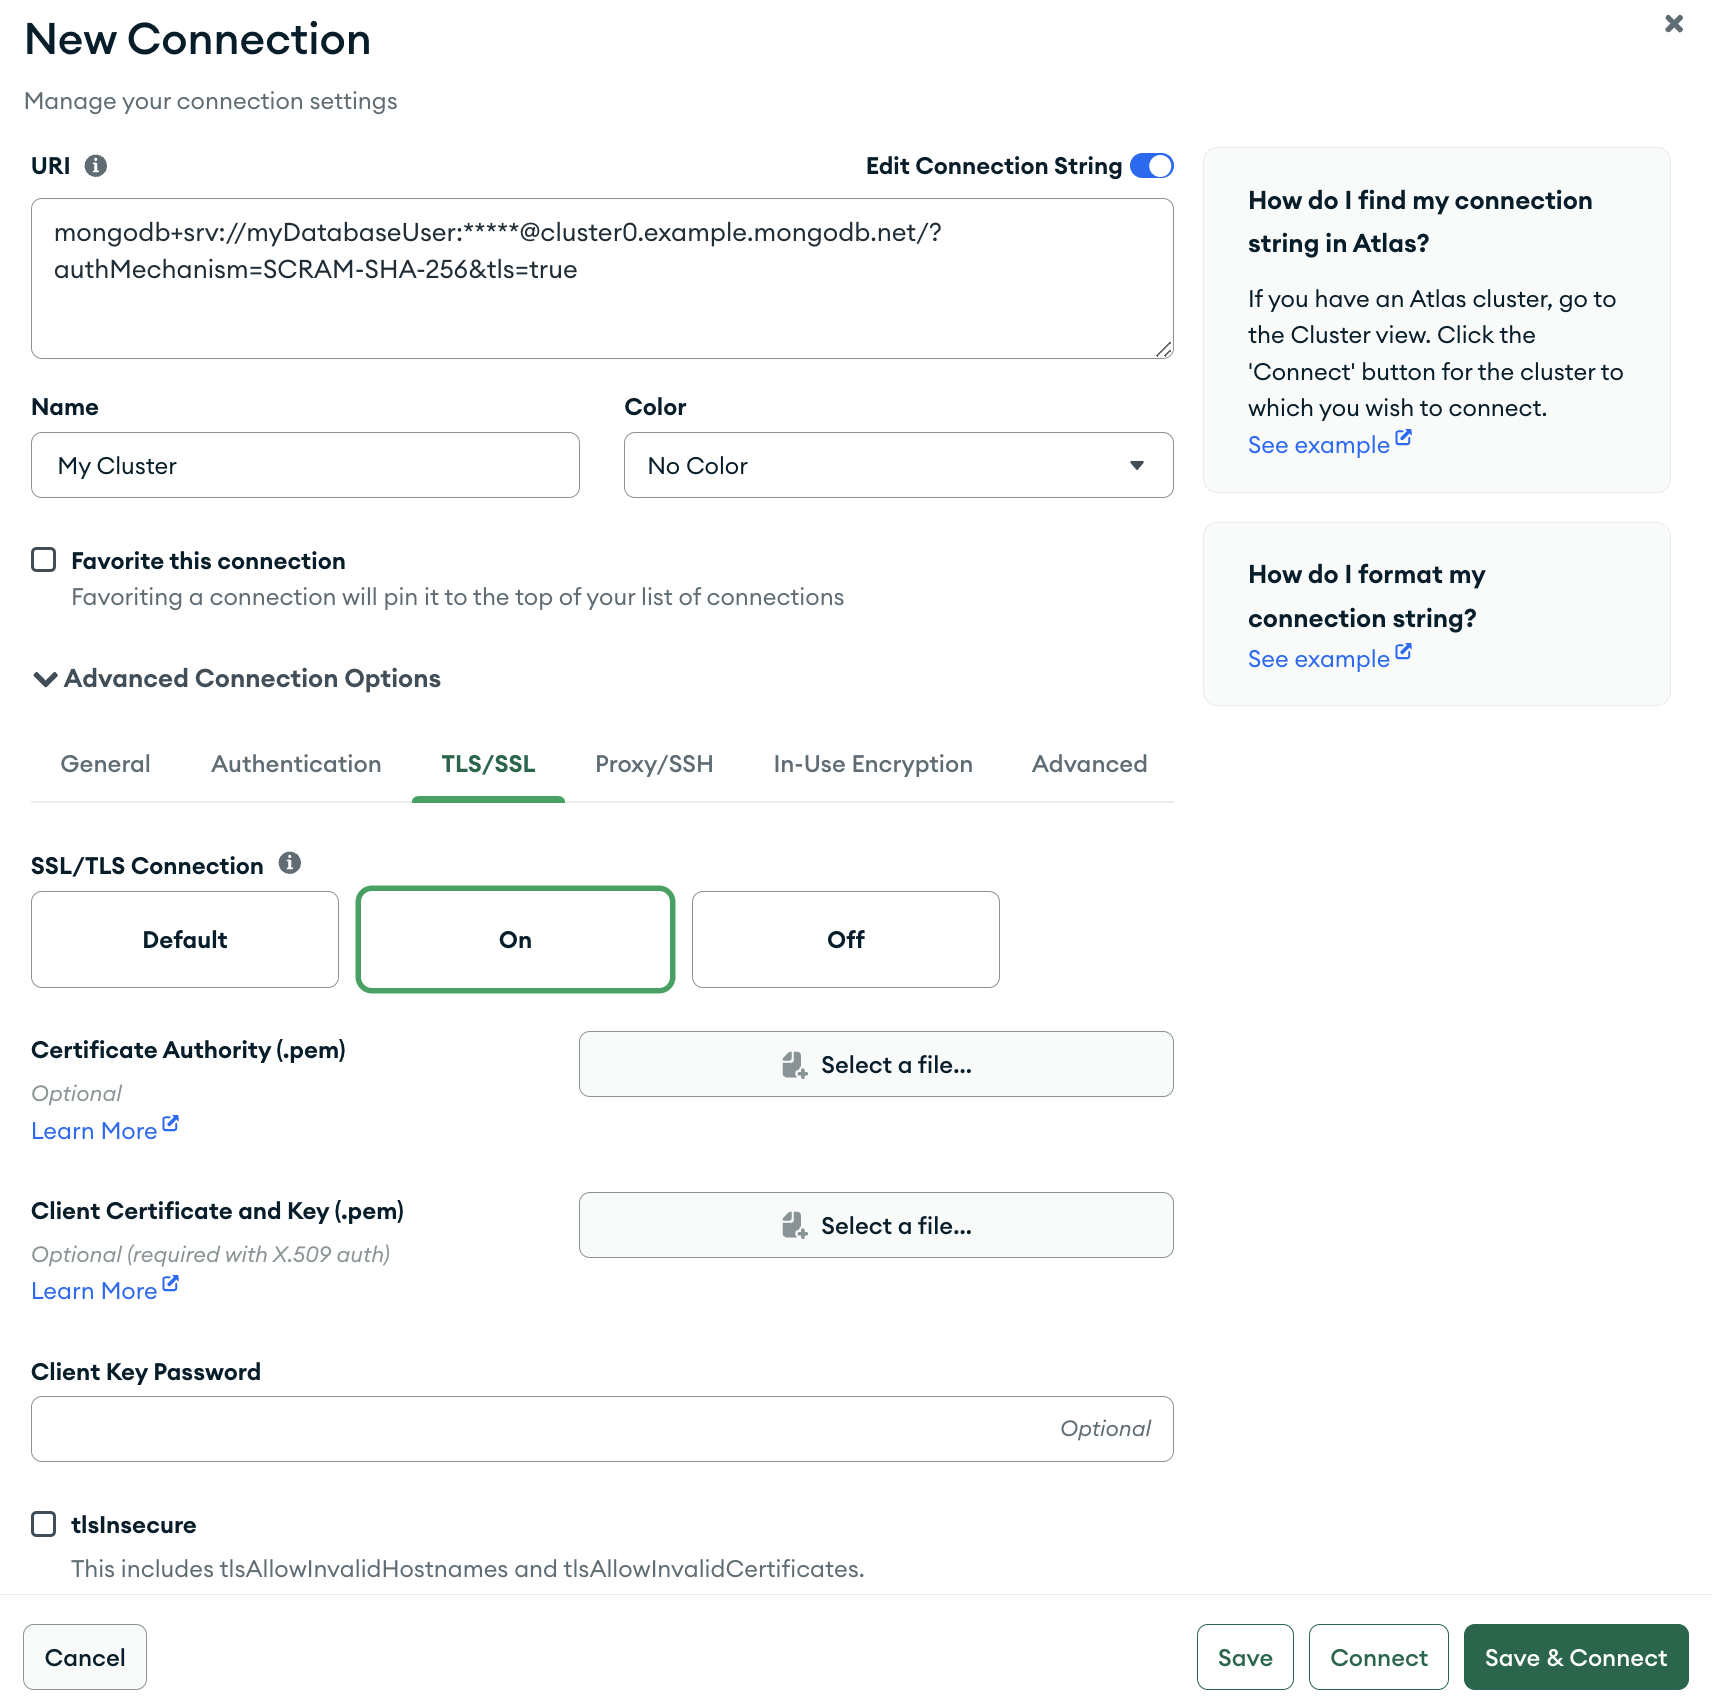 New Connection
Manage your connection settings
URI
Edit Connection String
mongodb+srv://myDatabaseUser:*****@cluster0.example.mongodb.net/?
authMechanism=SCRAM-SHA-256&tls=true
Name
Color
My Cluster
No Color
Favorite this connection
Favoriting a connection will pin it to the top of your list of connections
Advanced Connection Options
General
Authentication
TLS/SSL
Proxy/SSH
In-Use Encryption
Advanced
SSL/TLS Connection
Default
On
Off
Certificate Authority (.pem)
Optional
Learn More
Select a file...
Client Certificate and Key (.pem)
Optional (required with X.509 auth)
Learn More
Select a file...
Client Key Password
Optional
tlsInsecure
This includes tlsAllowInvalidHostnames and tlsAllowInvalidCertificates.
How do I find my connection
string in Atlas?
If you have an Atlas cluster, go to
the Cluster view. Click the
'Connect' button for the cluster to
which you wish to connect.
See example
How do I format my
connection string?
See example
Cancel
Save
Connect
Save & Connect